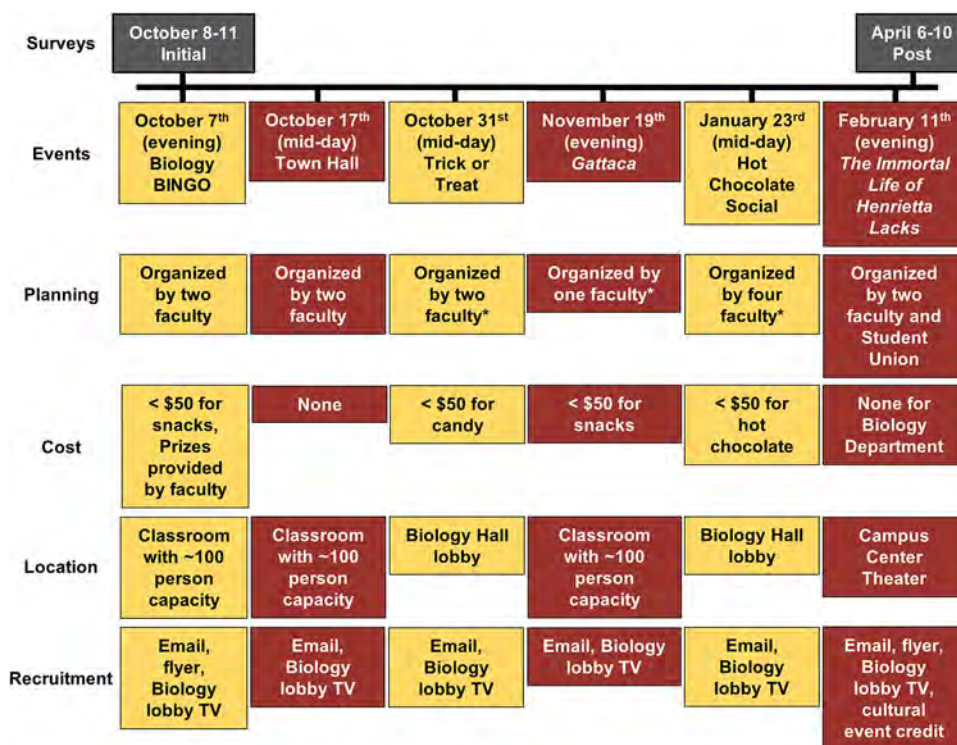 Surveys
October 8-11
Initial
April 6-10
Post
Events
October 7th
(evening)
Biology
BINGO
October 17th
(mid-day)
Town Hall
October 31st
(mid-day)
Trick or
Treat
November 19th
(evening)
Gattaca
January 23rd
(mid-day)
Hot
Chocolate
Social
February 11th
(evening)
The Immortal
Life of
Henrietta
Lacks
Planning
Organized
by two
faculty
Organized
by two
faculty
Organized
by two
faculty*
Organized by
one faculty*
Organized
by four
faculty*
Organized
by two
faculty and
Student
Union
Cost
< $50 for
snacks,
Prizes
provided
by faculty
None
< $50 for
candy
< $50 for
snacks
< $50 for
hot
chocolate
None for
Biology
Department
Location
Classroom
with ~100
person
capacity
Classroom
with ~100
person
capacity
Biology Hall
lobby
Classroom
with ~100
person
capacity
Biology Hall
lobby
Campus
Center
Theater
Recruitment
Email,
flyer,
Biology
lobby TV
Email,
Biology
lobby TV
Email,
Biology
lobby TV
Email, Biology
lobby TV
Email,
Biology
lobby TV
Email, flyer,
Biology
lobby TV,
cultural
event credit